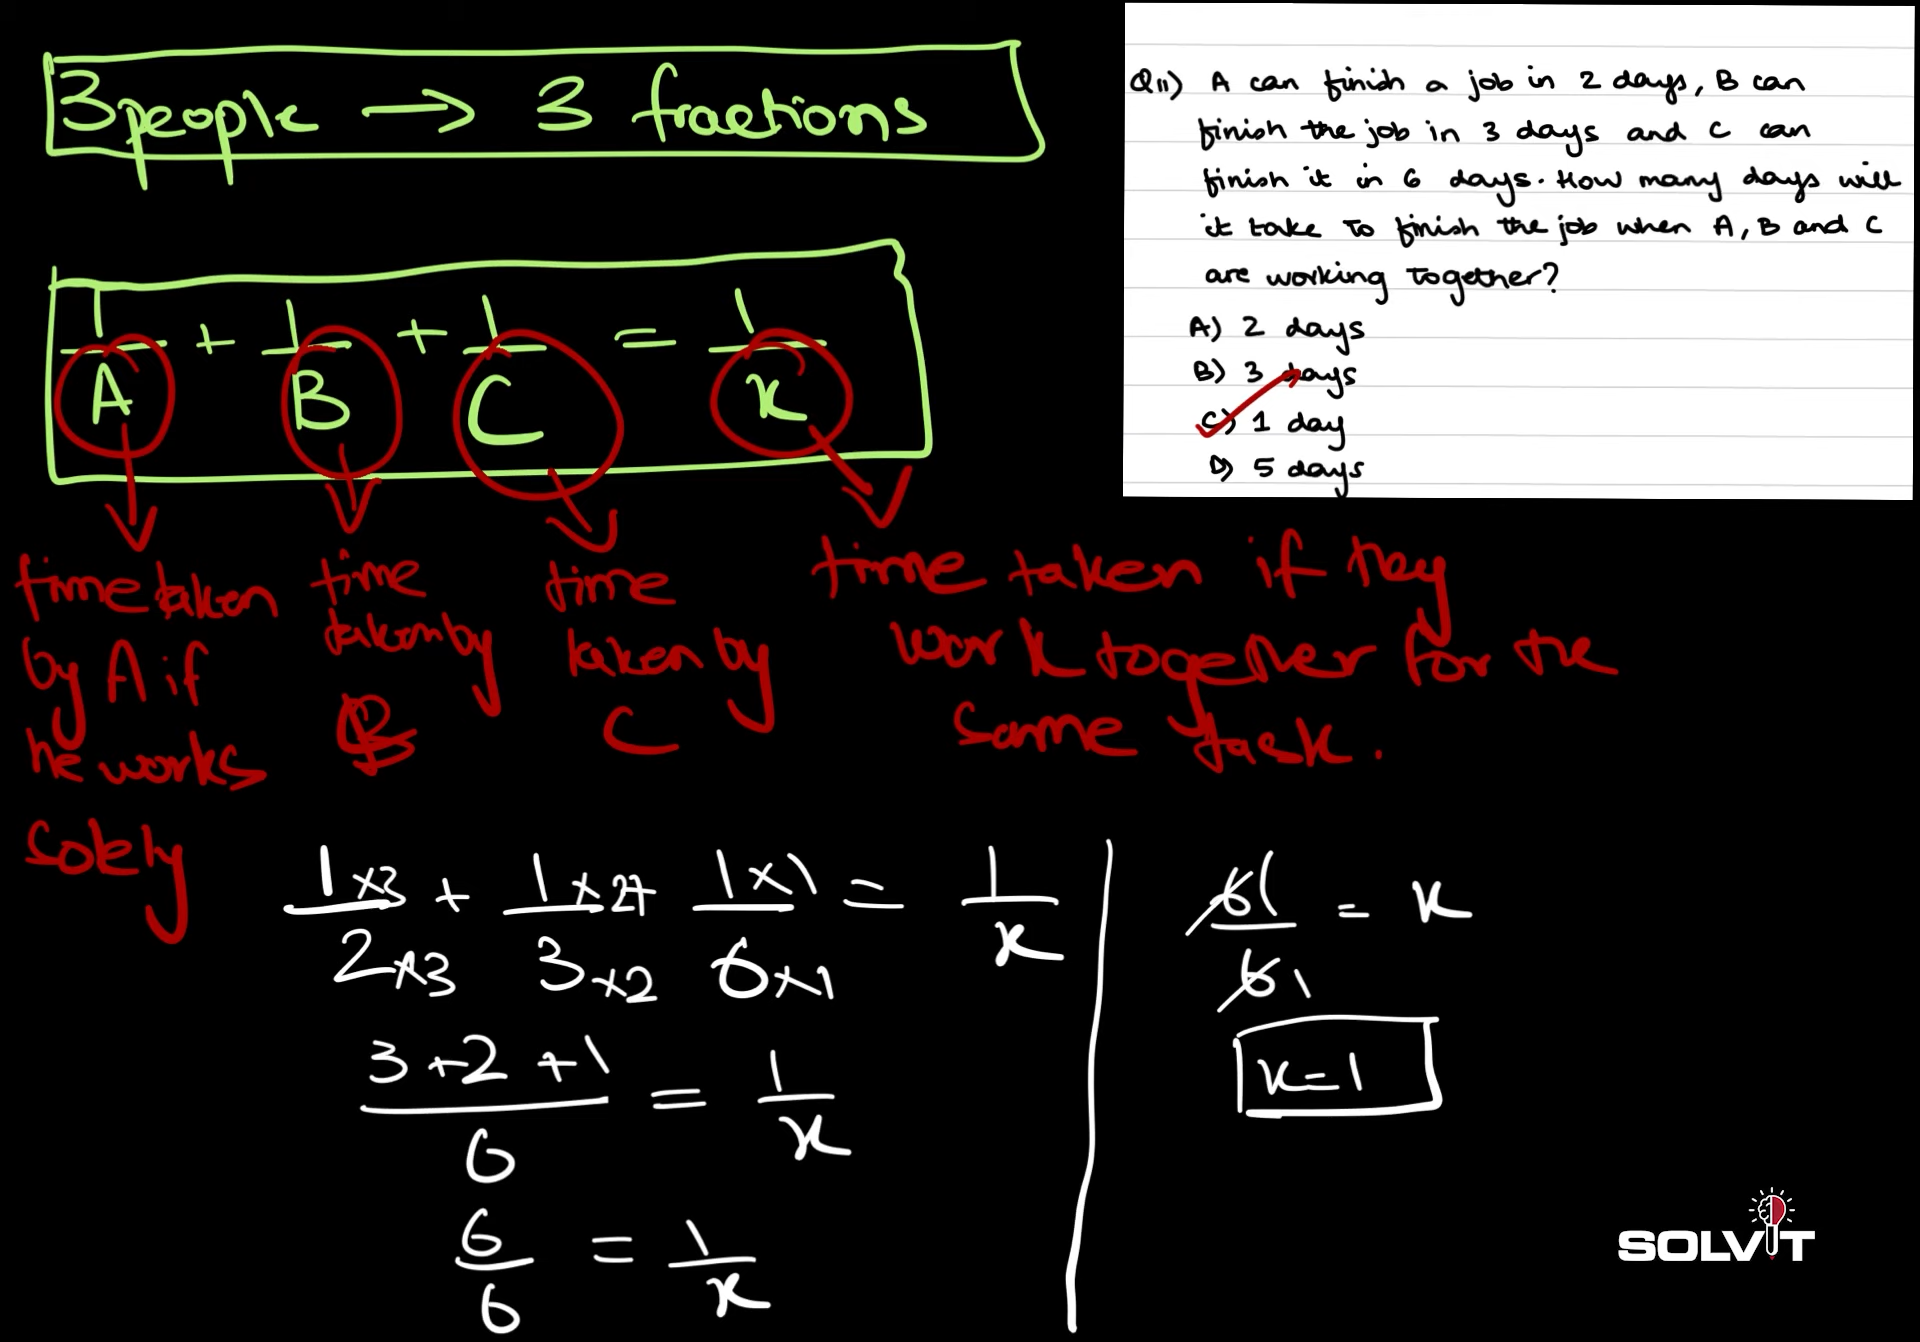 3 people → 3 fractions
1/A + 1/B + 1/C = 1/x
time taken by A if he works solely
time taken by B
time taken by C
time taken if they work together for the same task.
Q11) A can finish a job in 2 days, B can
finish the job in 3 days and C can
finish it in 6 days. How many days will
it take to finish the job when A, B and C
are working together?
A) 2 days
B) 3 days
C) 1 day
D) 5 days
1×3/2×3 + 1×2/3×2 + 1×1/6×1 = 1/x
3+2+1/6 = 1/x
6/6 = 1/x
6 1/6 1 = x
x=1
SOLVIT